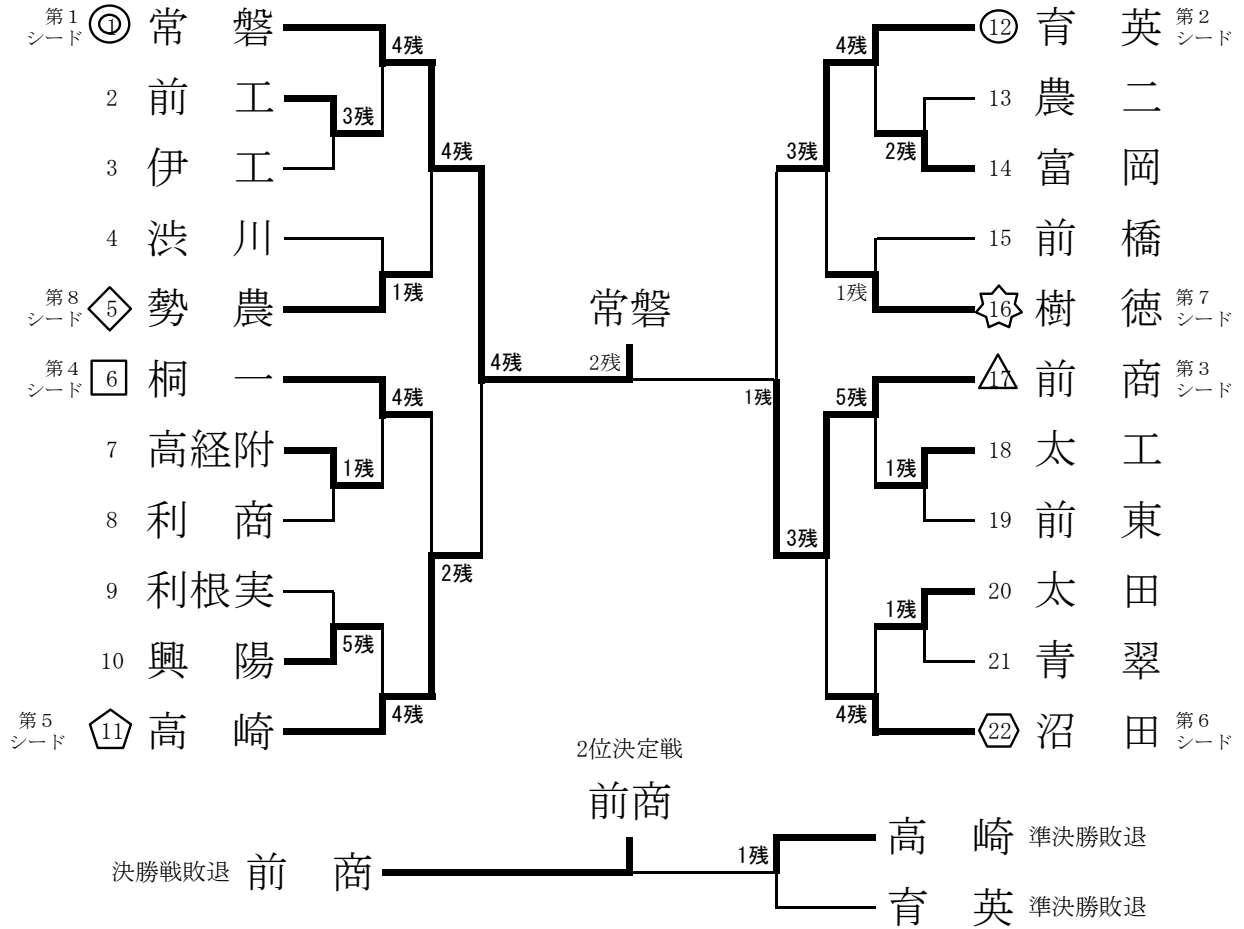 第1シード ① 常磐
2 前工
3 伊工
4 渋川
第8シード 5 勢農
第4シード 6 桐一
7 高経附
8 利商
9 利根実
10 興陽
第5シード 11 高崎
4残
3残
4残
1残
4残
4残
1残
2残
5残
4残
常磐
2残
1残
12 育英 第2シード
13 農二
14 富岡
15 前橋
16 樹徳 第7シード
17 前商 第3シード
18 太工
19 前東
20 太田
21 青翠
22 沼田 第6シード
4残
2残
3残
1残
5残
1残
3残
1残
4残
2位決定戦
前商
決勝戦敗退 前商
1残
高崎 準決勝敗退
育英 準決勝敗退